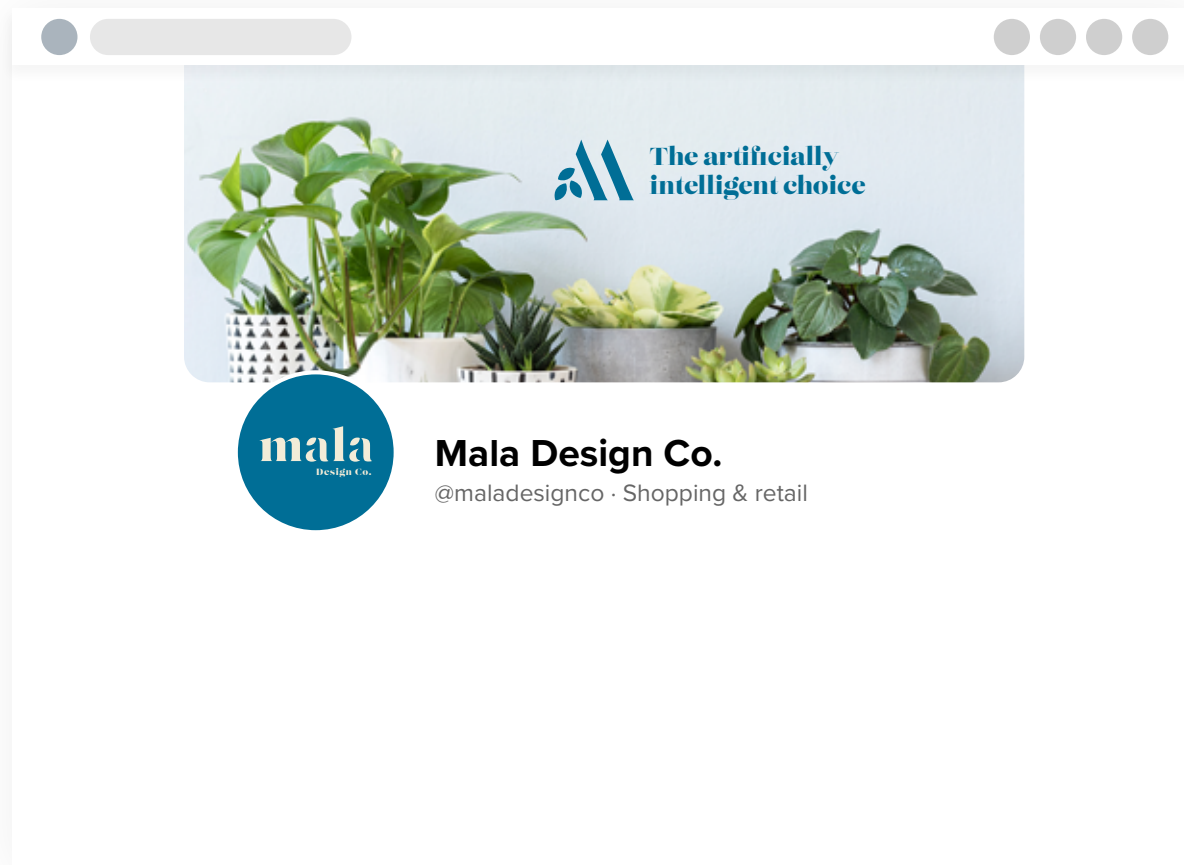 The artificially
intelligent choice
mala
Design Co.
Mala Design Co.
@maladesignco · Shopping & retail